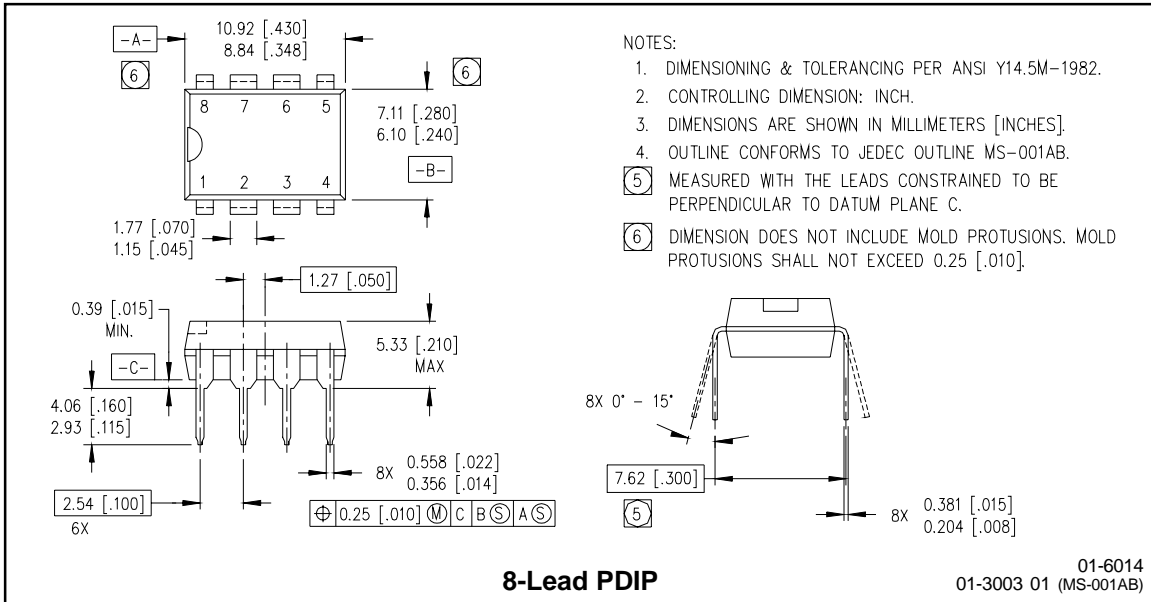 10.92 [.430]
8.84 [.348]
-A-
6
6
8 7 6 5
1 2 3 4
7.11 [.280]
6.10 [.240]
-B-
1.77 [.070]
1.15 [.045]
1.27 [.050]
0.39 [.015]
MIN.
-C-
5.33 [.210]
MAX
4.06 [.160]
2.93 [.115]
8X 0.558 [.022]
0.356 [.014]
2.54 [.100]
6X
⌖ 0.25 [.010] Ⓜ C B Ⓢ A Ⓢ
NOTES:
1. DIMENSIONING & TOLERANCING PER ANSI Y14.5M-1982.
2. CONTROLLING DIMENSION: INCH.
3. DIMENSIONS ARE SHOWN IN MILLIMETERS [INCHES].
4. OUTLINE CONFORMS TO JEDEC OUTLINE MS-001AB.
5 MEASURED WITH THE LEADS CONSTRAINED TO BE
PERPENDICULAR TO DATUM PLANE C.
6 DIMENSION DOES NOT INCLUDE MOLD PROTUSIONS. MOLD
PROTUSIONS SHALL NOT EXCEED 0.25 [.010].
8X 0° - 15°
7.62 [.300]
5
8X 0.381 [.015]
0.204 [.008]
8-Lead PDIP
01-6014
01-3003 01 (MS-001AB)